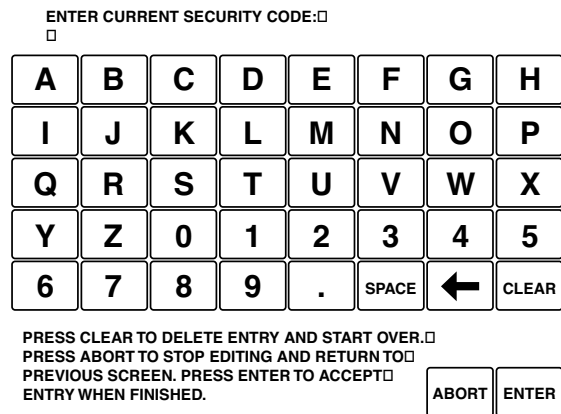 ENTER CURRENT SECURITY CODE:
A B C D E F G H
I J K L M N O P
Q R S T U V W X
Y Z 0 1 2 3 4 5
6 7 8 9 . SPACE ← CLEAR
PRESS CLEAR TO DELETE ENTRY AND START OVER.
PRESS ABORT TO STOP EDITING AND RETURN TO
PREVIOUS SCREEN. PRESS ENTER TO ACCEPT
ENTRY WHEN FINISHED.
ABORT ENTER